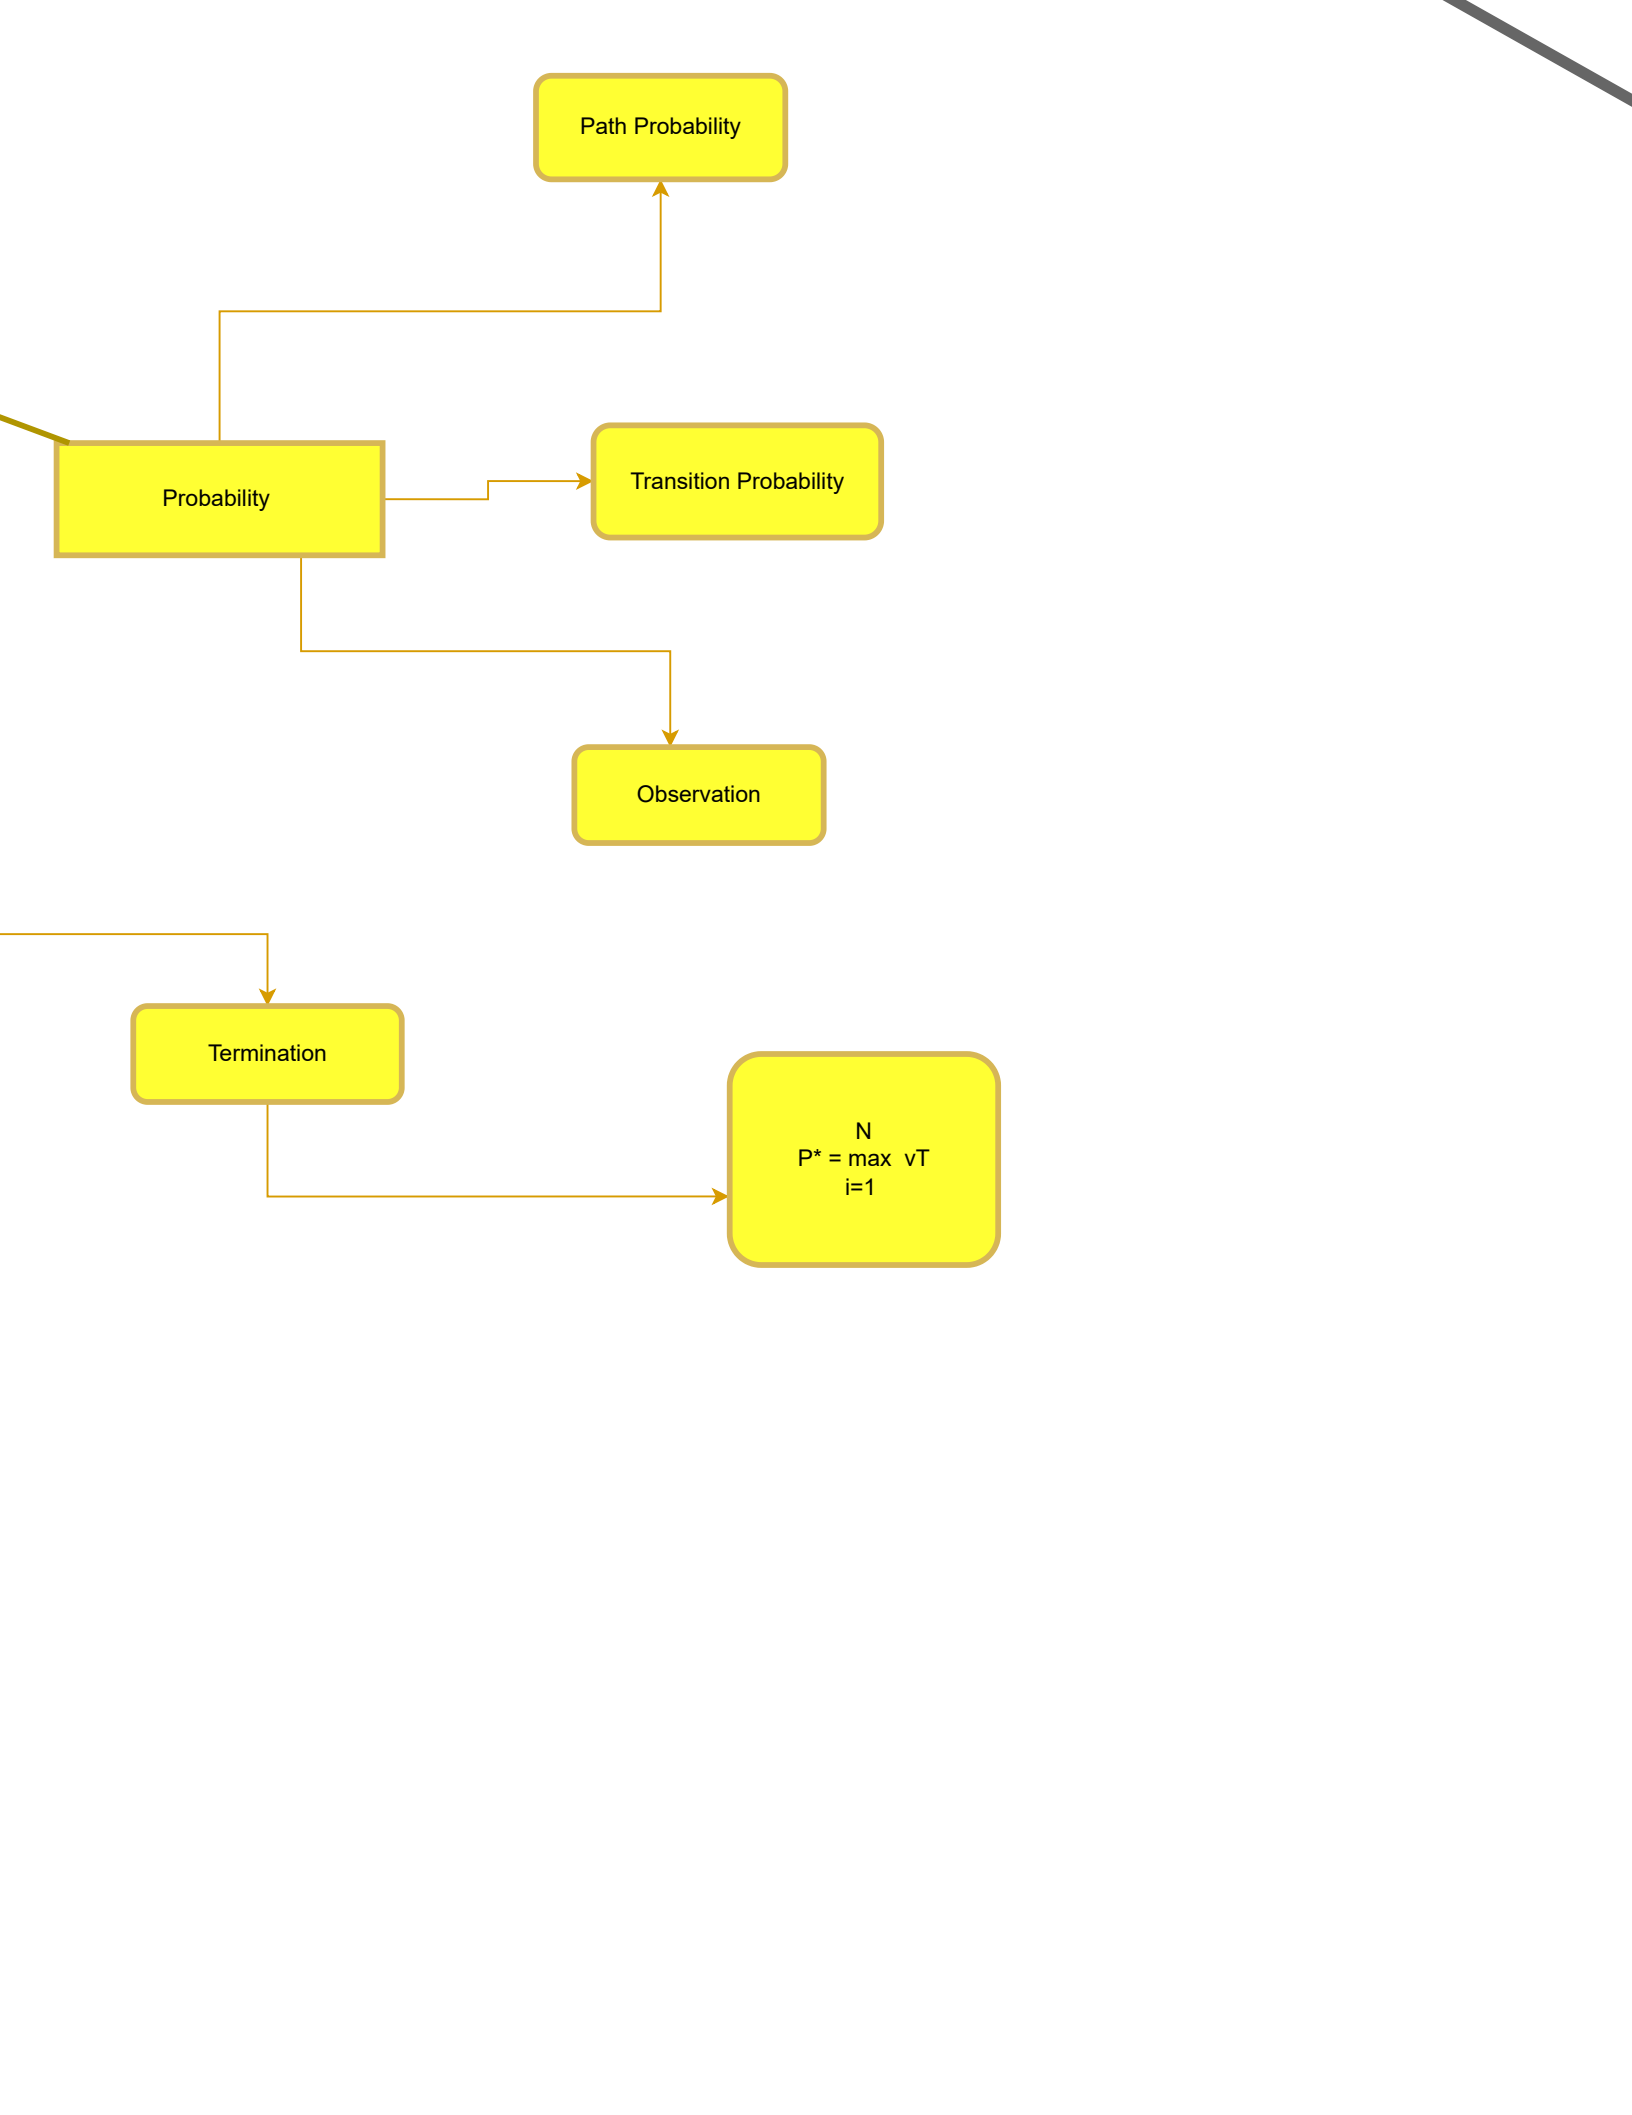 Path Probability
Probability
Transition Probability
Observation
Termination
N
P* = max  vT
i=1